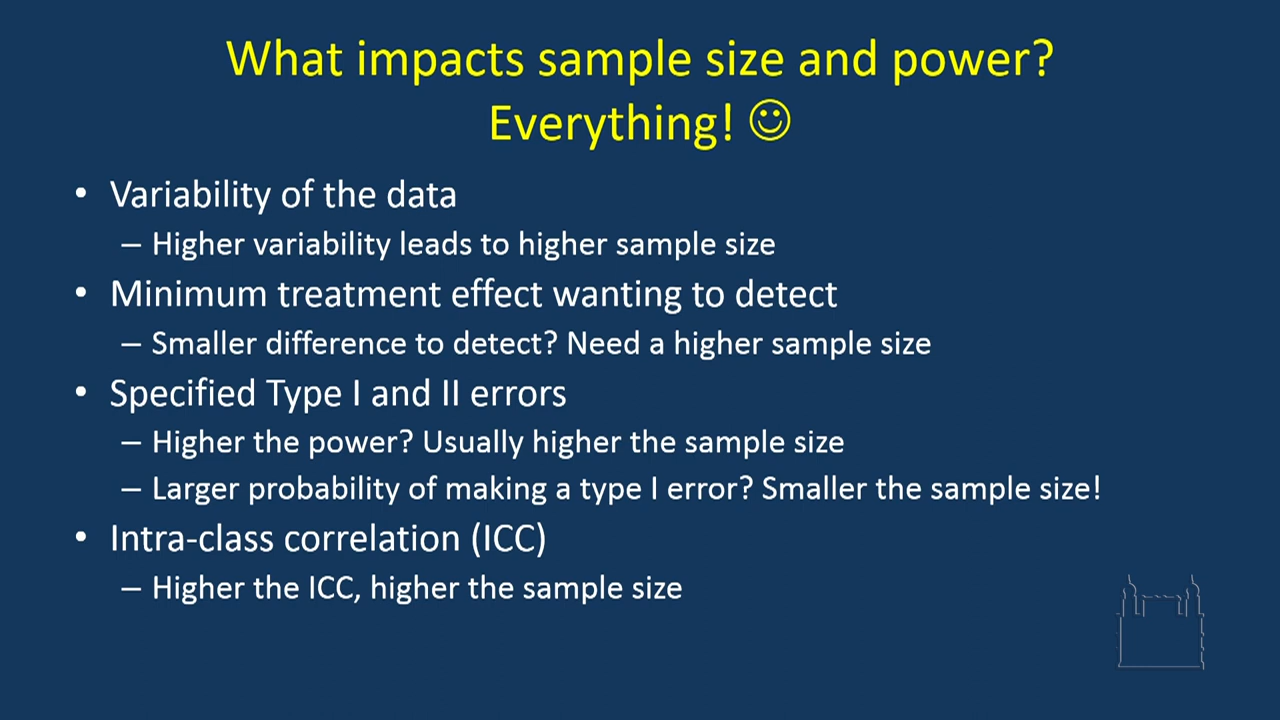 What impacts sample size and power?
Everything! ☺
• Variability of the data
– Higher variability leads to higher sample size
• Minimum treatment effect wanting to detect
– Smaller difference to detect? Need a higher sample size
• Specified Type I and II errors
– Higher the power? Usually higher the sample size
– Larger probability of making a type I error? Smaller the sample size!
• Intra-class correlation (ICC)
– Higher the ICC, higher the sample size